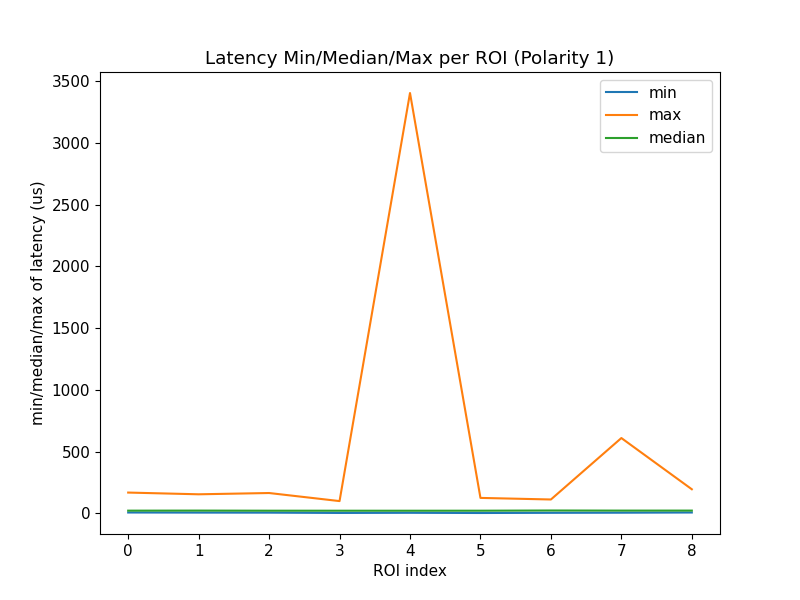 Latency Min/Median/Max per ROI (Polarity 1)
min
max
median
min/median/max of latency (us)
3500
3000
2500
2000
1500
1000
500
0
0 1 2 3 4 5 6 7 8
ROI index